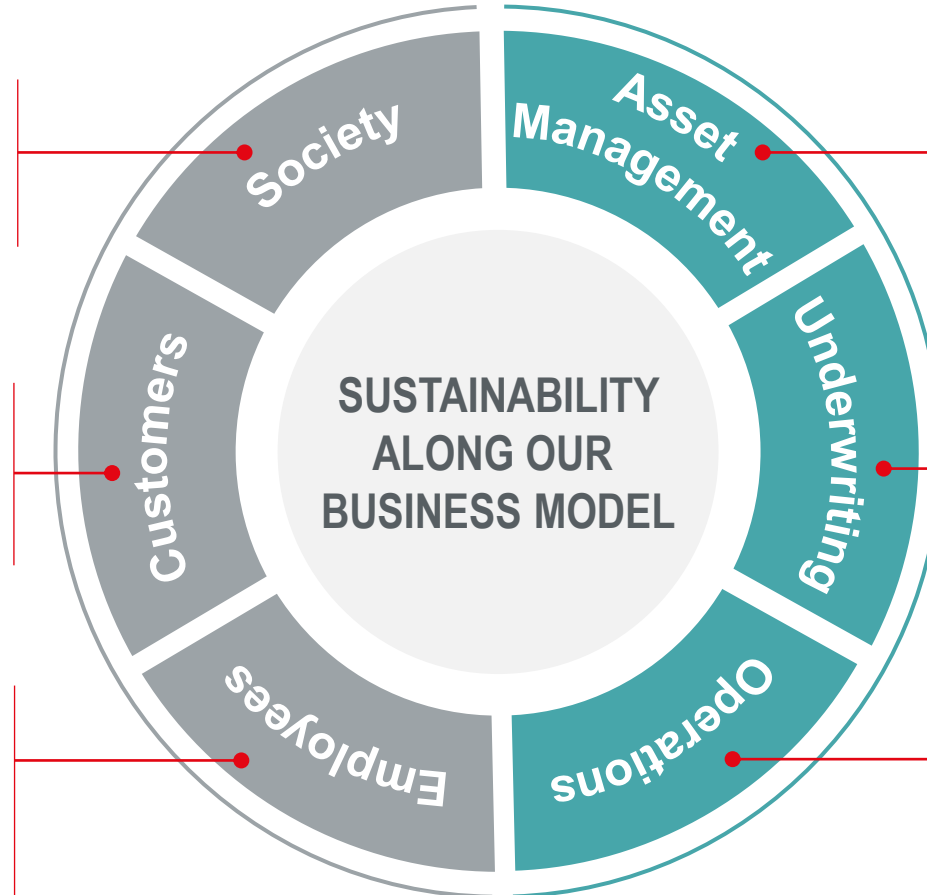 SUSTAINABILITY
ALONG OUR
BUSINESS MODEL
Asset
Management
Underwriting
Operations
Employees
Customers
Society